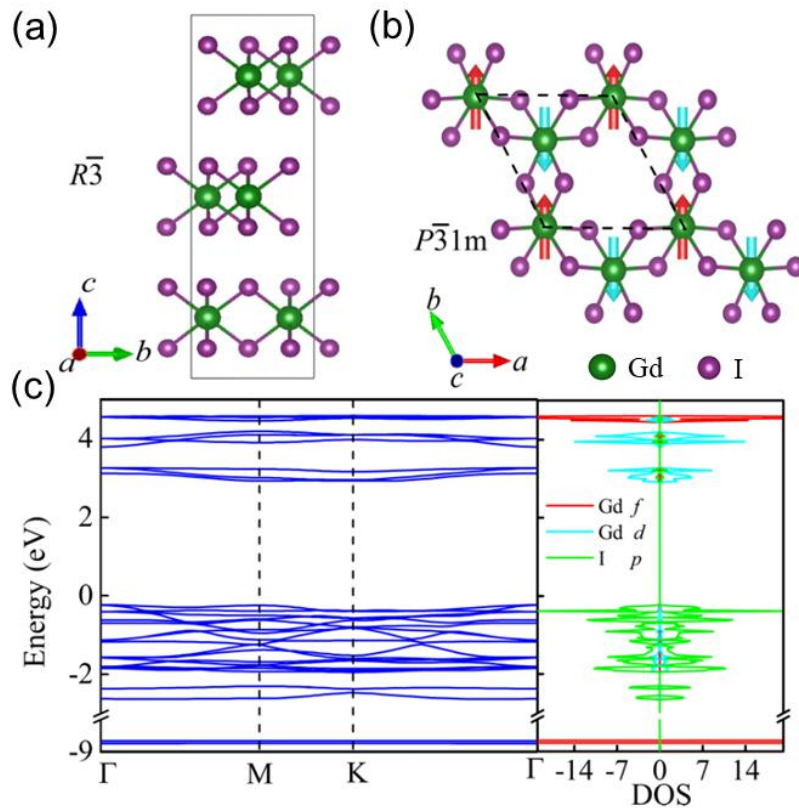 (a)
R3̅
c
a
b
(b)
P3̅1m
b
c
a
Gd
I
(c)
Energy (eV)
4
2
0
-2
-9
Γ
M
K
Γ
Gd f
Gd d
I p
-14
-7
0
7
14
DOS